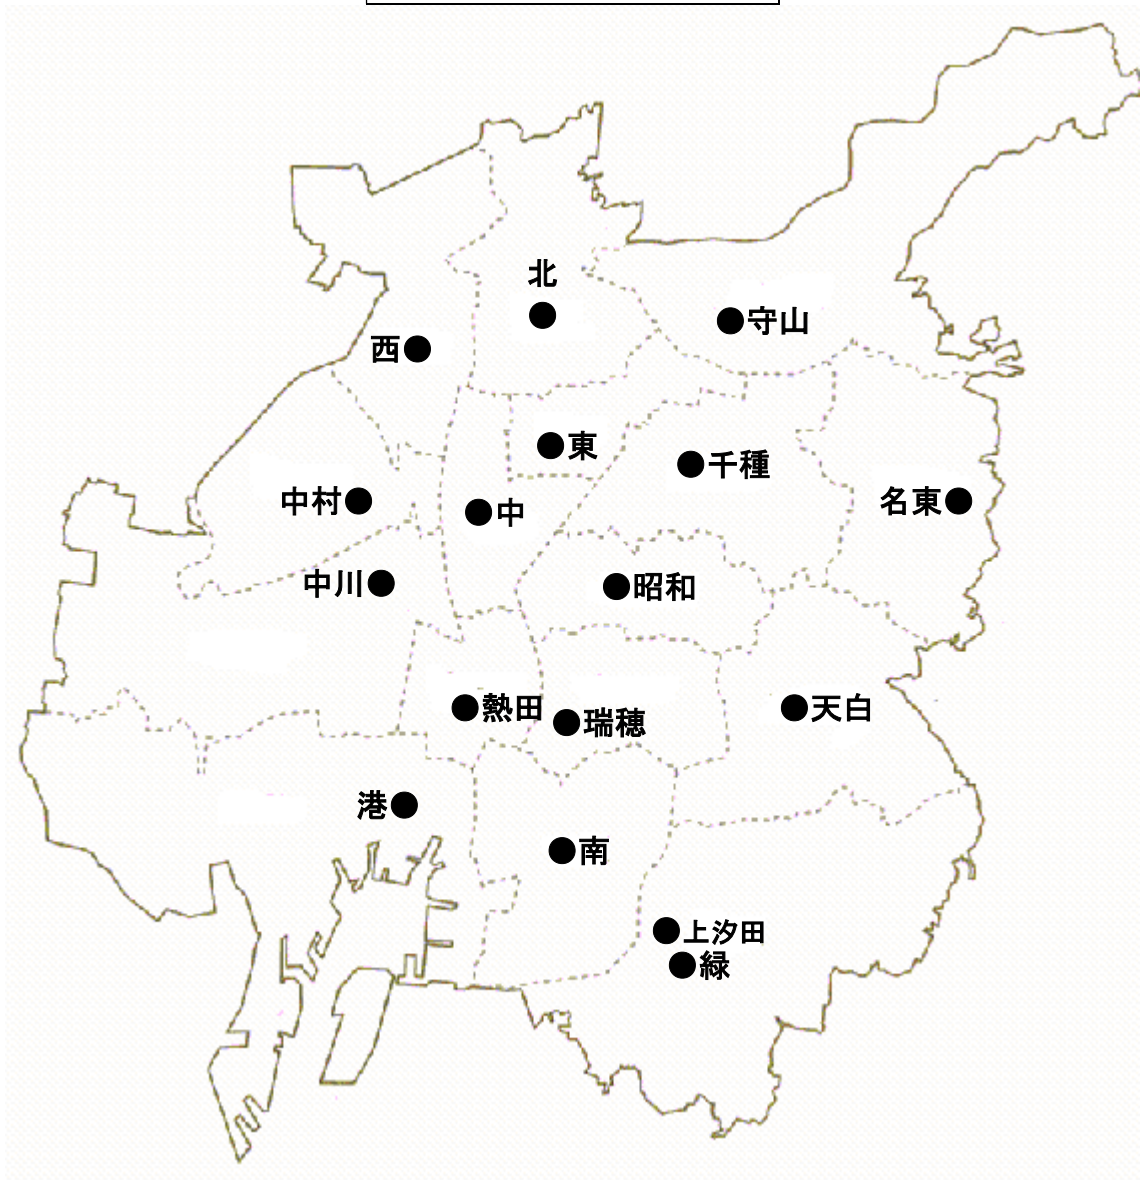 北
守山
西
東
千種
中村
中
名東
中川
昭和
熱田
瑞穂
天白
港
南
上汐田
緑